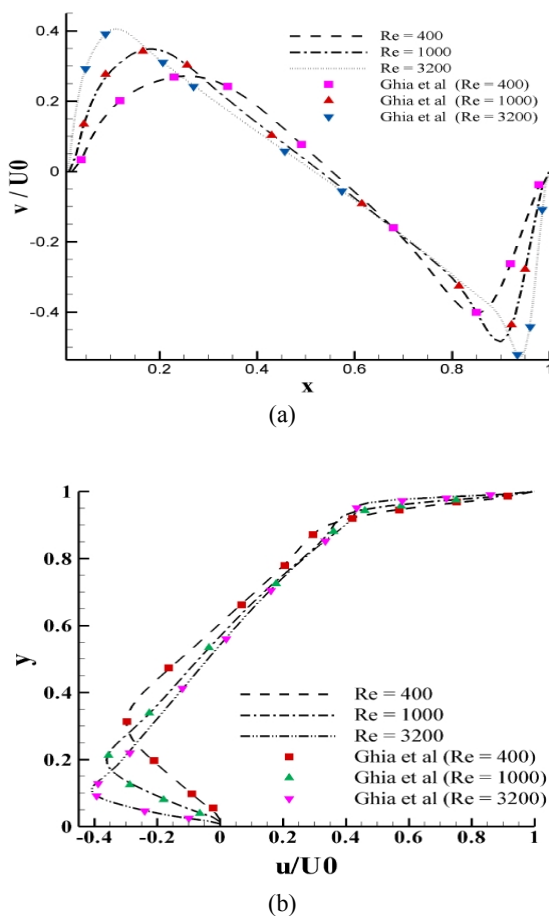 0.4
0.2
0
-0.2
-0.4
v / U0
Re = 400
Re = 1000
Re = 3200
Ghia et al (Re = 400)
Ghia et al (Re = 1000)
Ghia et al (Re = 3200)
0.2
0.4
0.6
0.8
1
x
(a)
1
0.8
0.6
0.4
0.2
0
y
Re = 400
Re = 1000
Re = 3200
Ghia et al (Re = 400)
Ghia et al (Re = 1000)
Ghia et al (Re = 3200)
-0.4
-0.2
0
0.2
0.4
0.6
0.8
1
u/U0
(b)